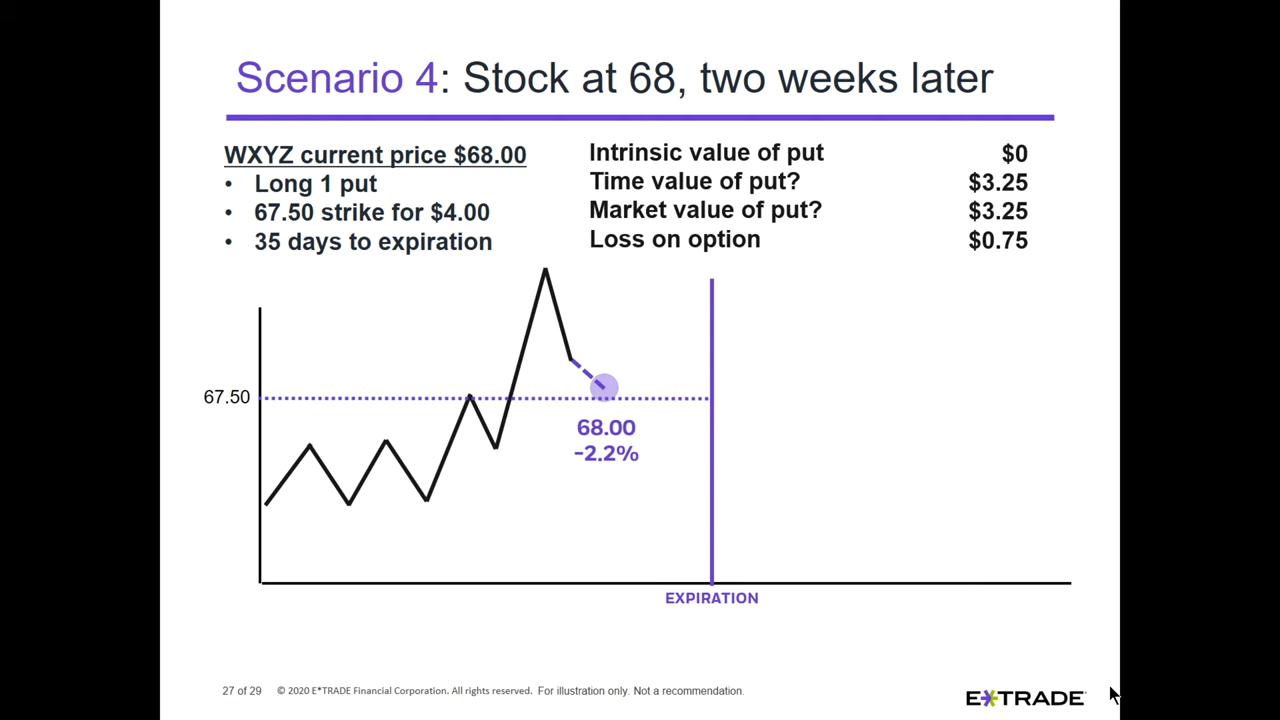 Scenario 4: Stock at 68, two weeks later
WXYZ current price $68.00
• Long 1 put
• 67.50 strike for $4.00
• 35 days to expiration
Intrinsic value of put $0
Time value of put? $3.25
Market value of put? $3.25
Loss on option $0.75
67.50
68.00
-2.2%
EXPIRATION
27 of 29 © 2020 E*TRADE Financial Corporation. All rights reserved. For illustration only. Not a recommendation.
E*TRADE